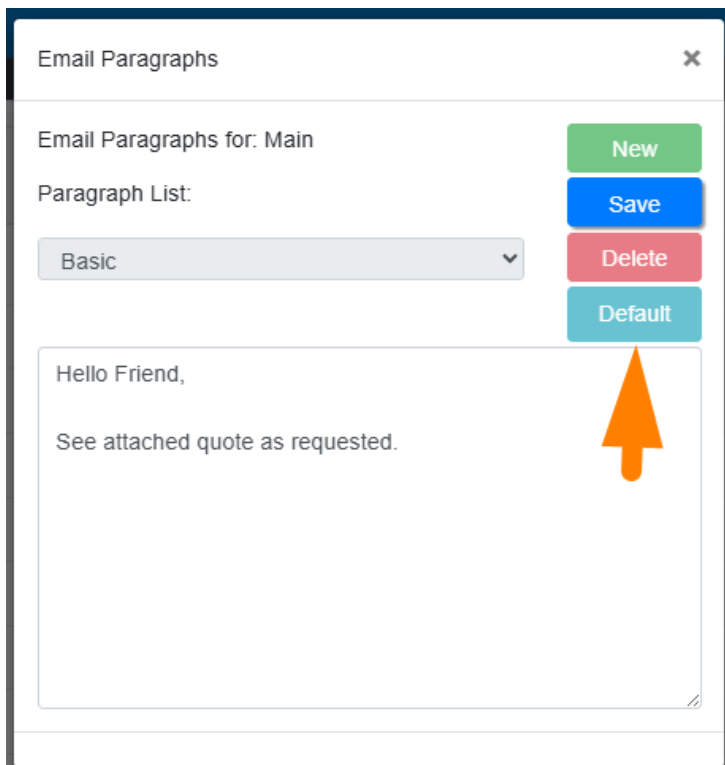 Email Paragraphs ×
Email Paragraphs for: Main
New
Paragraph List:
Save
Basic
Delete
Default
Hello Friend,
See attached quote as requested.